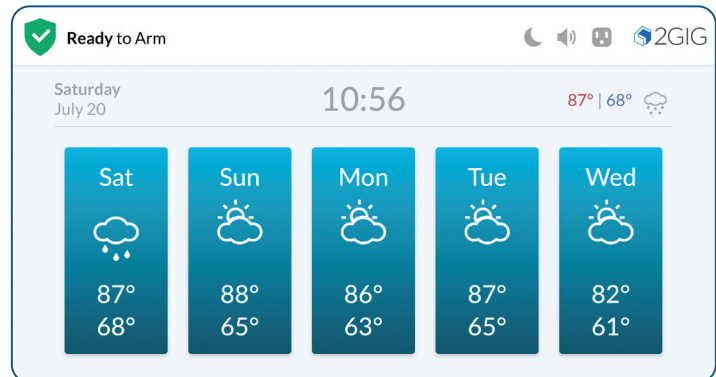 Ready to Arm
2GIG
Saturday
July 20
10:56
87° | 68°
Sat Sun Mon Tue Wed
87° 88° 86° 87° 82°
68° 65° 63° 65° 61°